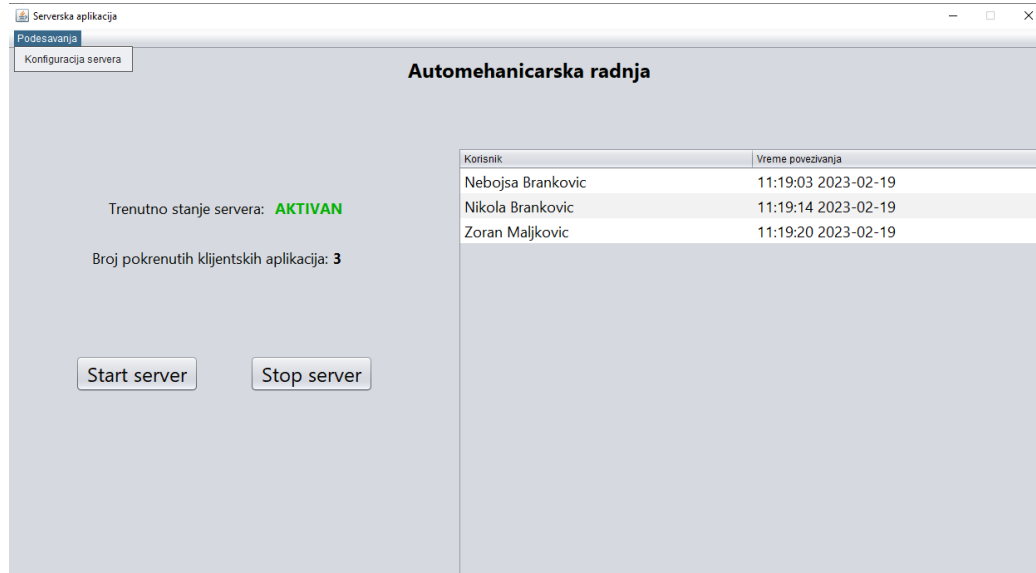 Serverska aplikacija
Podesavanja
Konfiguracija servera
Automehanicarska radnja
Trenutno stanje servera: AKTIVAN
Broj pokrenutih klijentskih aplikacija: 3
Start server Stop server
Korisnik Vreme povezivanja
Nebojsa Brankovic 11:19:03 2023-02-19
Nikola Brankovic 11:19:14 2023-02-19
Zoran Maljkovic 11:19:20 2023-02-19